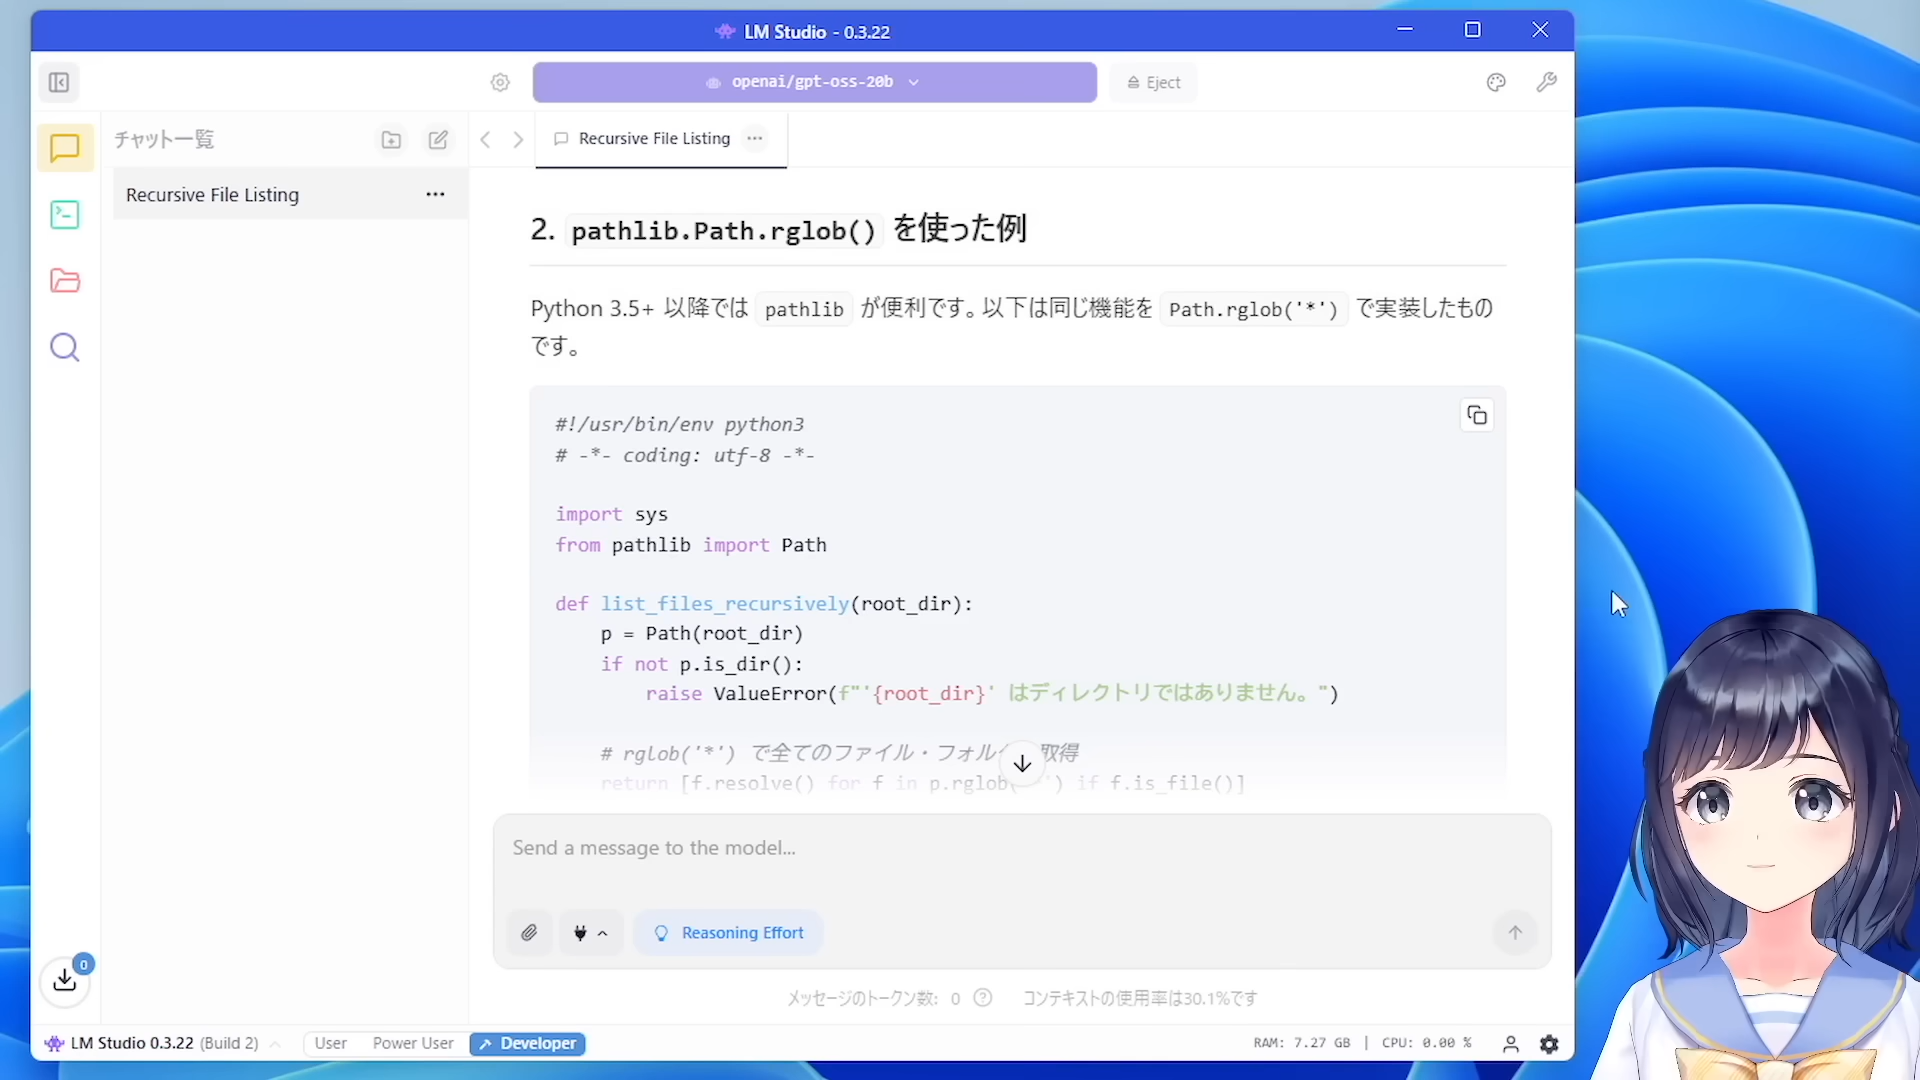 LM Studio - 0.3.22
openai/gpt-oss-20b
Eject
チャット一覧
Recursive File Listing
Recursive File Listing
2. pathlib.Path.rglob() を使った例
Python 3.5+ 以降では pathlib が便利です。以下は同じ機能を Path.rglob('*') で実装したもの
です。
#!/usr/bin/env python3
# -*- coding: utf-8 -*-
import sys
from pathlib import Path
def list_files_recursively(root_dir):
p = Path(root_dir)
if not p.is_dir():
raise ValueError(f"'{root_dir}' はディレクトリではありません。")
# rglob('*') で全てのファイル・フォル 取得
return [f.resolve() for f in p.rglob( ') if f.is_file()]
Send a message to the model...
Reasoning Effort
メッセージのトークン数: 0 コンテキストの使用率は30.1%です
0
LM Studio 0.3.22 (Build 2) User Power User Developer RAM: 7.27 GB | CPU: 0.00 %